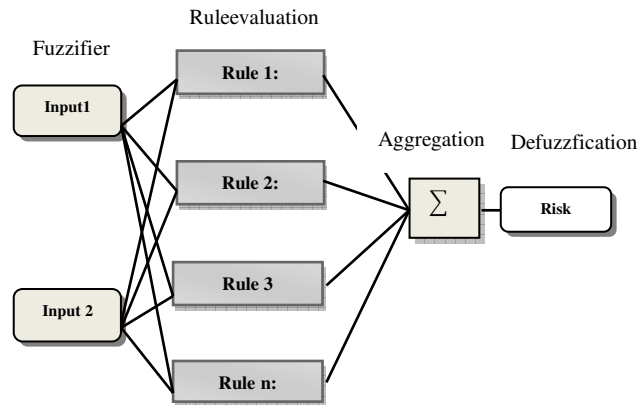 Ruleevaluation
Fuzzifier
Rule 1:
Input1
Aggregation
Defuzzfication
Rule 2:
∑
Risk
Rule 3
Input 2
Rule n: